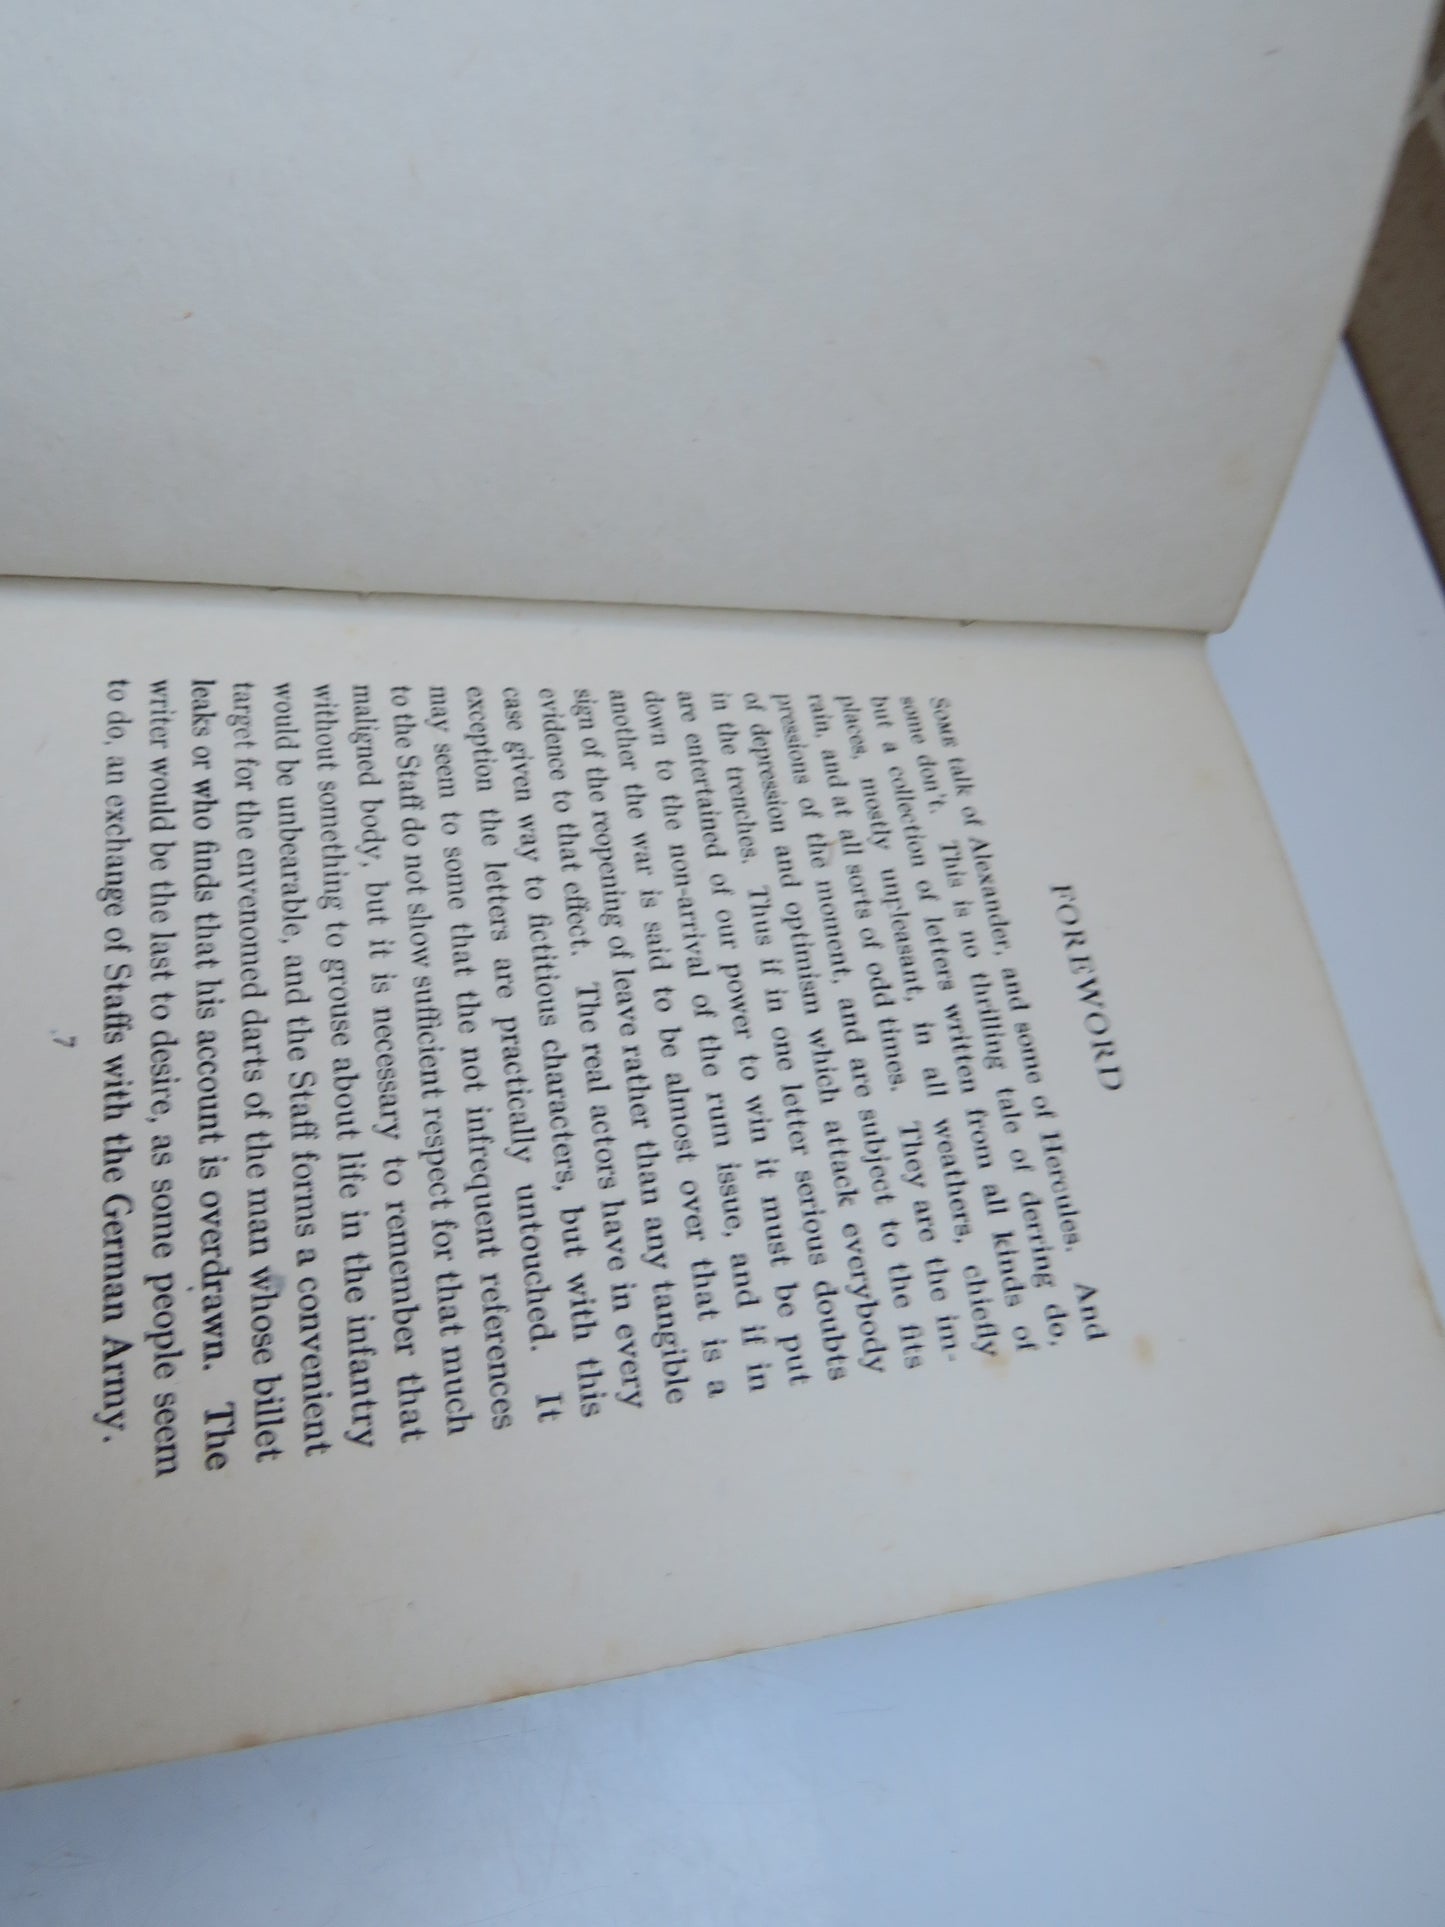 FOREWORD
SOME talk of Alexander, and some of Hercules. And
some don't. This is no thrilling tale of derring do,
but a collection of letters written from all kinds of
places, mostly unpleasant, in all weathers, chiefly
rain, and at all sorts of odd times. They are the im-
pressions of the moment, and are subject to the fits
of depression and optimism which attack everybody
in the trenches. Thus if in one letter serious doubts
are entertained of our power to win it must be put
down to the non-arrival of the rum issue, and if in
another the war is said to be almost over that is a
sign of the reopening of leave rather than any tangible
evidence to that effect. The real actors have in every
case given way to fictitious characters, but with this
exception the letters are practically untouched. It
may seem to some that the not infrequent references
to the Staff do not show sufficient respect for that much
maligned body, but it is necessary to remember that
without something to grouse about life in the infantry
would be unbearable, and the Staff forms a convenient
target for the envenomed darts of the man whose billet
leaks or who finds that his account is overdrawn. The
writer would be the last to desire, as some people seem
to do, an exchange of Staffs with the German Army.
7